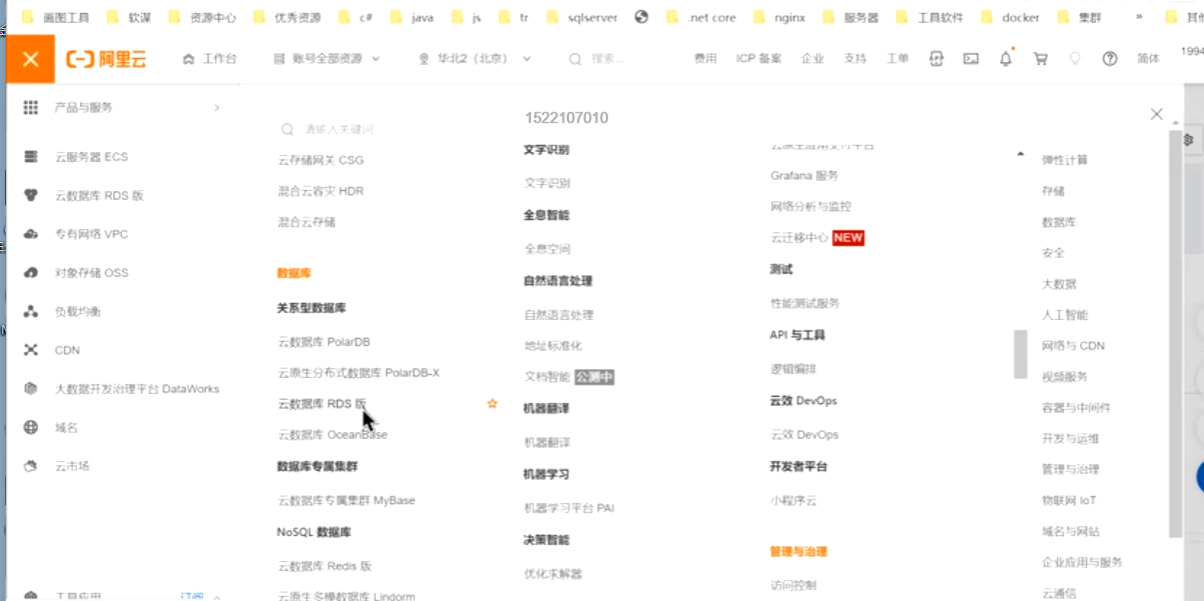 画图工具 软谋 资源中心 优秀资源 c# java js tr sqlserver .net core nginx 服务器 工具软件 docker 集群 »
阿里云 工作台 账号全部资源 华北2（北京） 搜索... 费用 ICP 备案 企业 支持 工单 简体 1994
产品与服务
云服务器 ECS
云数据库 RDS 版
专有网络 VPC
对象存储 OSS
负载均衡
CDN
大数据开发治理平台 DataWorks
域名
云市场
工具应用 订阅
请输入关键词
云存储网关 CSG
混合云容灾 HDR
混合云存储
数据库
关系型数据库
云数据库 PolarDB
云原生分布式数据库 PolarDB-X
云数据库 RDS 版
云数据库 OceanBase
数据库专属集群
云数据库专属集群 MyBase
NoSQL 数据库
云数据库 Redis 版
云原生多模数据库 Lindorm
1522107010
文字识别
文字识别
全息智能
全息空间
自然语言处理
自然语言处理
地址标准化
文档智能 公测中
机器翻译
机器翻译
机器学习
机器学习平台 PAI
决策智能
优化求解器
Grafana 服务
网络分析与监控
云迁移中心 NEW
测试
性能测试服务
API 与工具
逻辑编排
云效 DevOps
云效 DevOps
开发者平台
小程序云
管理与治理
访问控制
弹性计算
存储
数据库
安全
大数据
人工智能
网络与 CDN
视频服务
容器与中间件
开发与运维
管理与治理
物联网 IoT
域名与网站
企业应用与服务
云通信